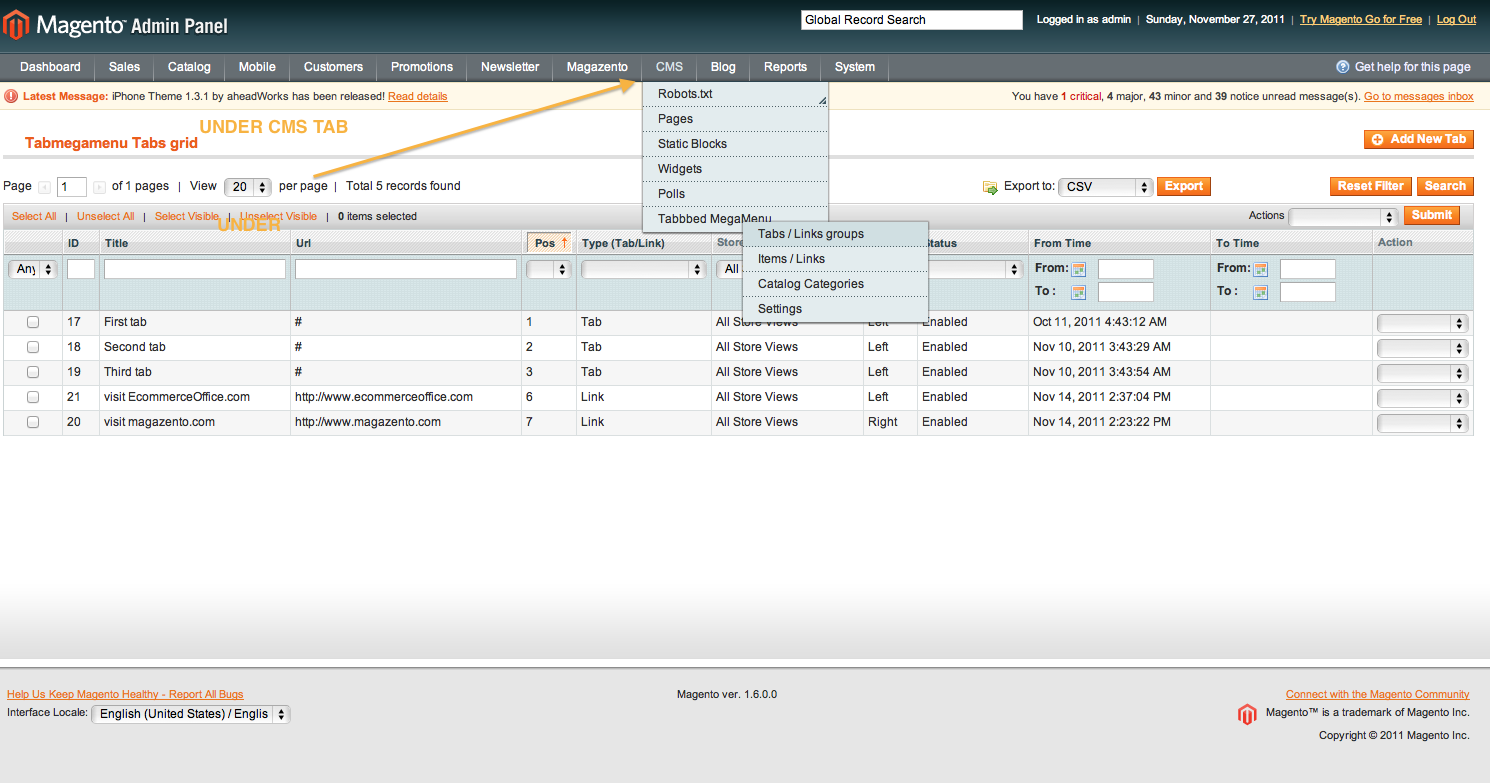 Magento™ Admin Panel
Global Record Search
Logged in as admin | Sunday, November 27, 2011 | Try Magento Go for Free | Log Out
Dashboard Sales Catalog Mobile Customers Promotions Newsletter Magazento CMS Blog Reports System
Get help for this page
Latest Message: iPhone Theme 1.3.1 by aheadWorks has been released! Read details
You have 1 critical, 4 major, 43 minor and 39 notice unread message(s). Go to messages inbox
Robots.txt
Pages
Static Blocks
Widgets
Polls
Tabbbed MegaMenu
Tabs / Links groups
Items / Links
Catalog Categories
Settings
UNDER CMS TAB
Tabmegamenu Tabs grid
Add New Tab
Page 1 of 1 pages | View 20 per page | Total 5 records found
Export to: CSV Export
Reset Filter Search
Select All | Unselect All | Select Visible | Unselect Visible | 0 items selected
UNDER
Actions Submit
ID Title Url Pos ↑ Type (Tab/Link) Store Status From Time To Time Action
Any All From: From:
To : To :
17 First tab # 1 Tab All Store Views Left Enabled Oct 11, 2011 4:43:12 AM
18 Second tab # 2 Tab All Store Views Left Enabled Nov 10, 2011 3:43:29 AM
19 Third tab # 3 Tab All Store Views Left Enabled Nov 10, 2011 3:43:54 AM
21 visit EcommerceOffice.com http://www.ecommerceoffice.com 6 Link All Store Views Left Enabled Nov 14, 2011 2:37:04 PM
20 visit magazento.com http://www.magazento.com 7 Link All Store Views Right Enabled Nov 14, 2011 2:23:22 PM
Help Us Keep Magento Healthy - Report All Bugs
Interface Locale: English (United States) / Englis
Magento ver. 1.6.0.0
Connect with the Magento Community
Magento™ is a trademark of Magento Inc.
Copyright © 2011 Magento Inc.